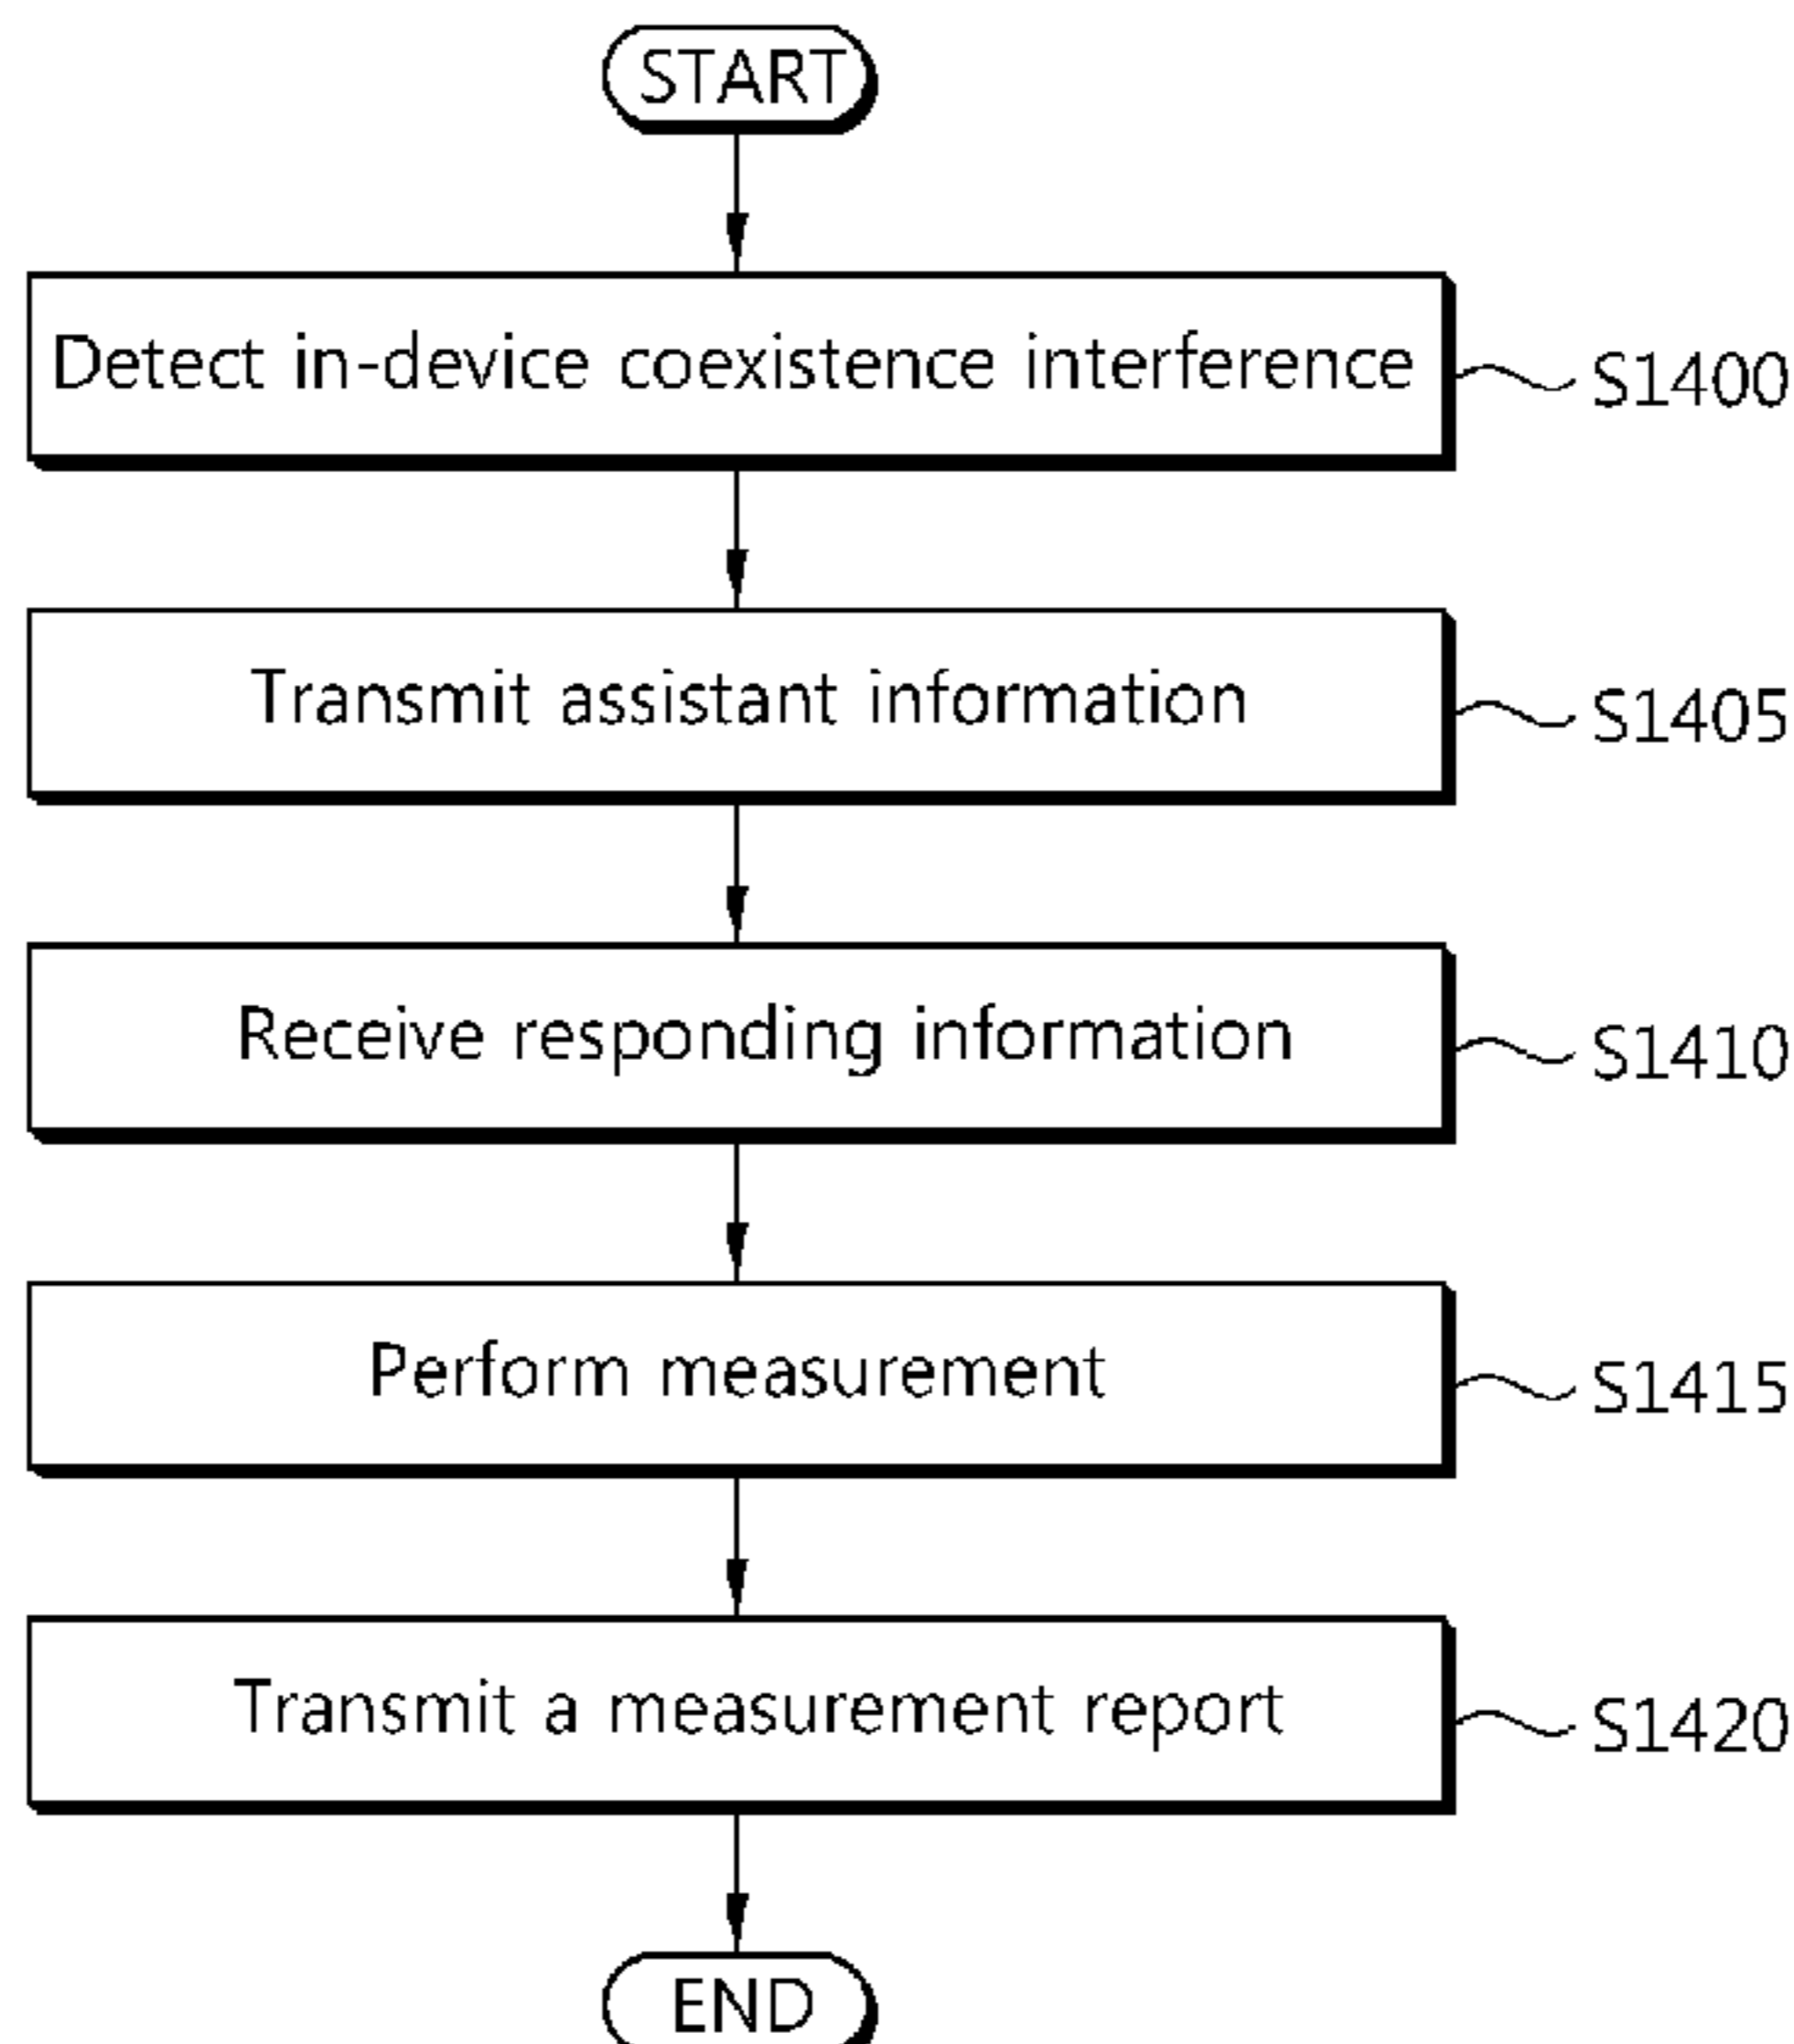 START
Detect in-device coexistence interference S1400
Transmit assistant information S1405
Receive responding information S1410
Perform measurement S1415
Transmit a measurement report S1420
END